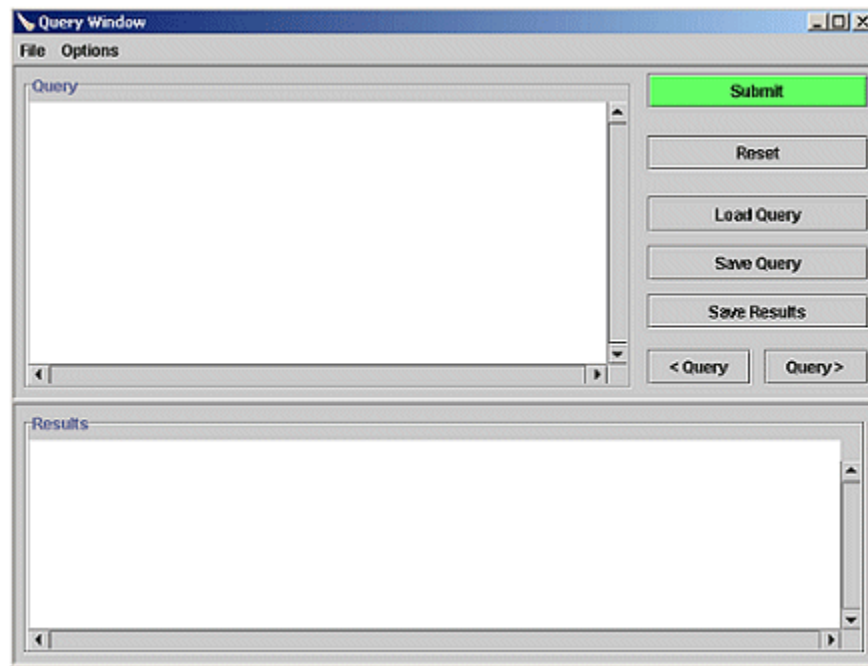 Query Window
File Options
Query
Submit
Reset
Load Query
Save Query
Save Results
< Query Query >
Results